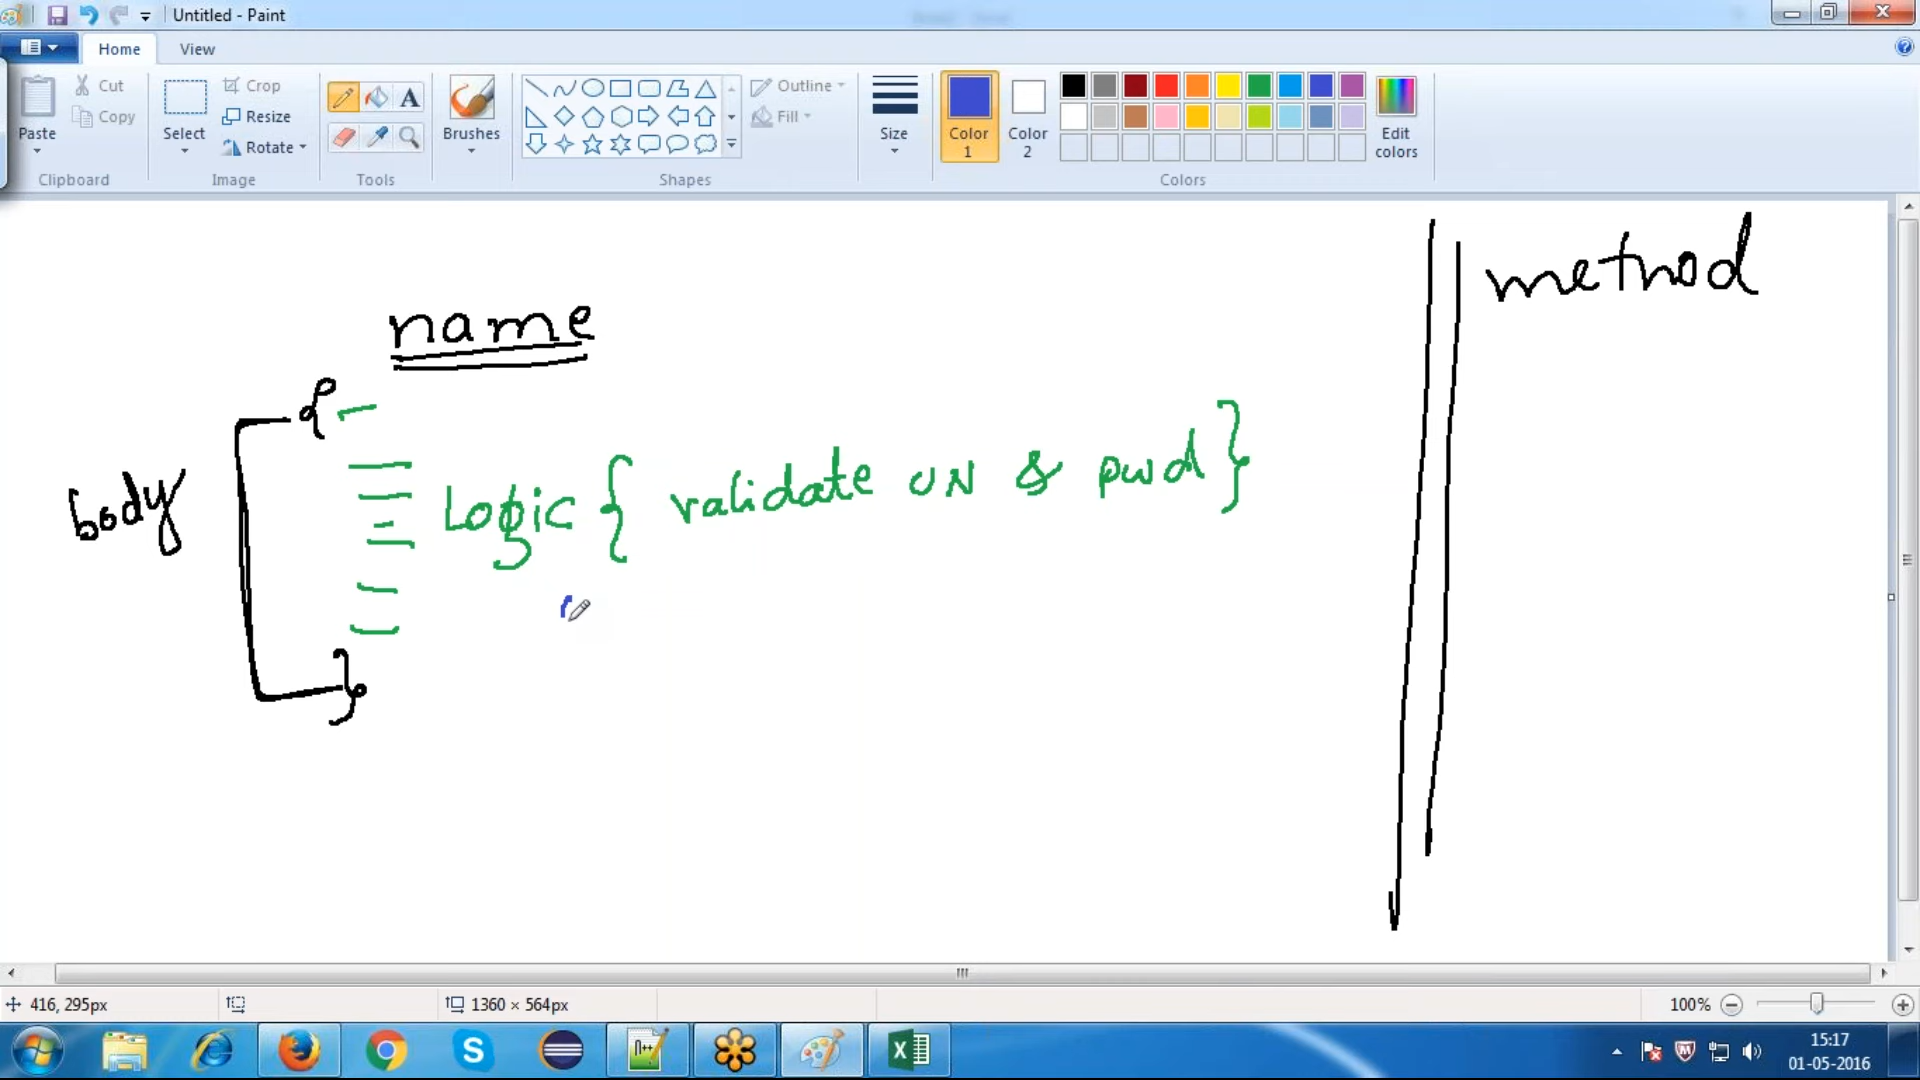 Untitled - Paint
Home View
Cut
Copy
Paste
Clipboard
Select
Crop
Resize
Rotate
Image
Tools
Brushes
Shapes
Outline
Fill
Size
Color 1
Color 2
Edit colors
Colors
method
name
{
body
Logic { validate UN & pwd }
}
416, 295px
1360 × 564px
100%
15:17
01-05-2016